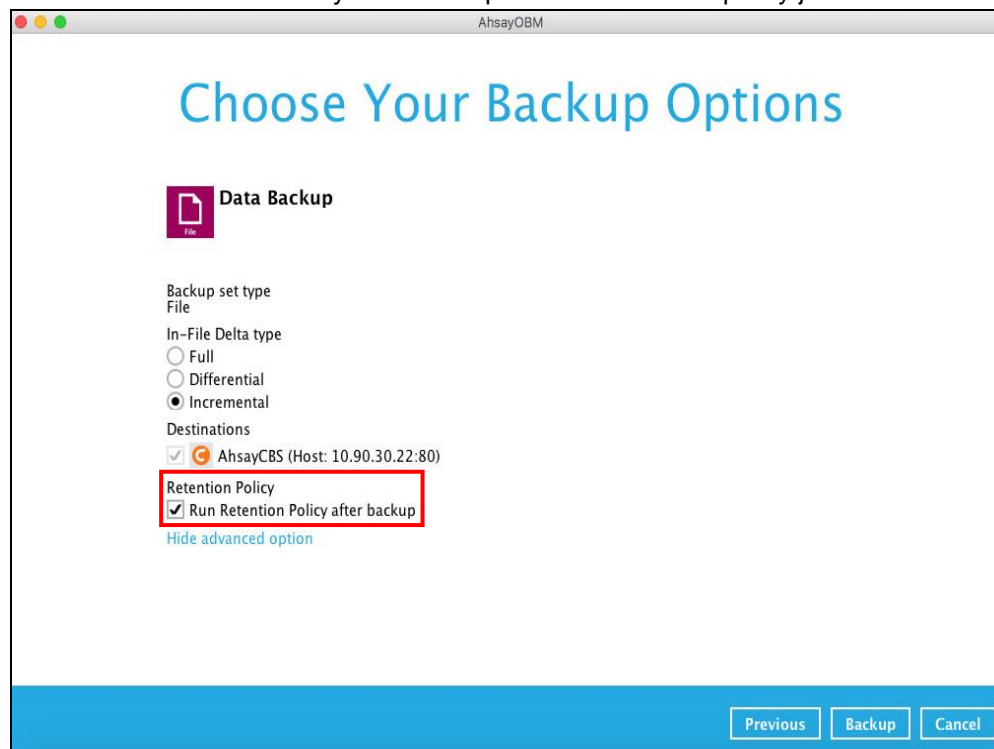 AhsayOBM
Choose Your Backup Options
Data Backup
File
Backup set type
File
In-File Delta type
Full
Differential
Incremental
Destinations
AhsayCBS (Host: 10.90.30.22:80)
Retention Policy
Run Retention Policy after backup
Hide advanced option
Previous Backup Cancel